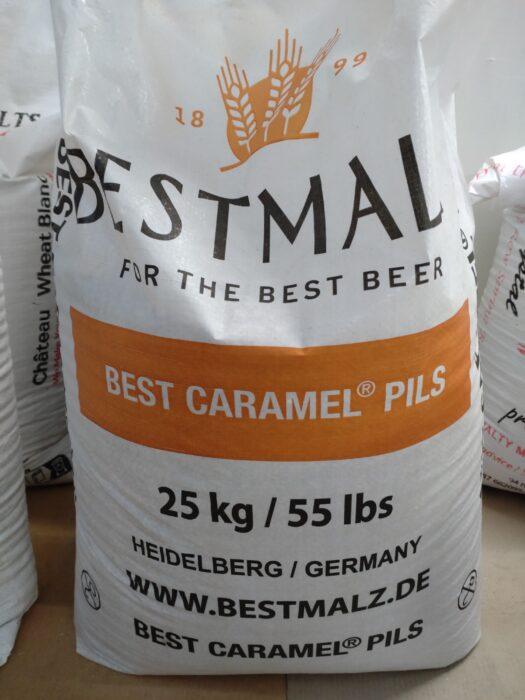 18 99
BESTMAL
FOR THE BEST BEER
BEST CARAMEL® PILS
25 kg / 55 lbs
HEIDELBERG / GERMANY
WWW.BESTMALZ.DE
BEST CARAMEL® PILS
BEST
Château Wheat Blanc